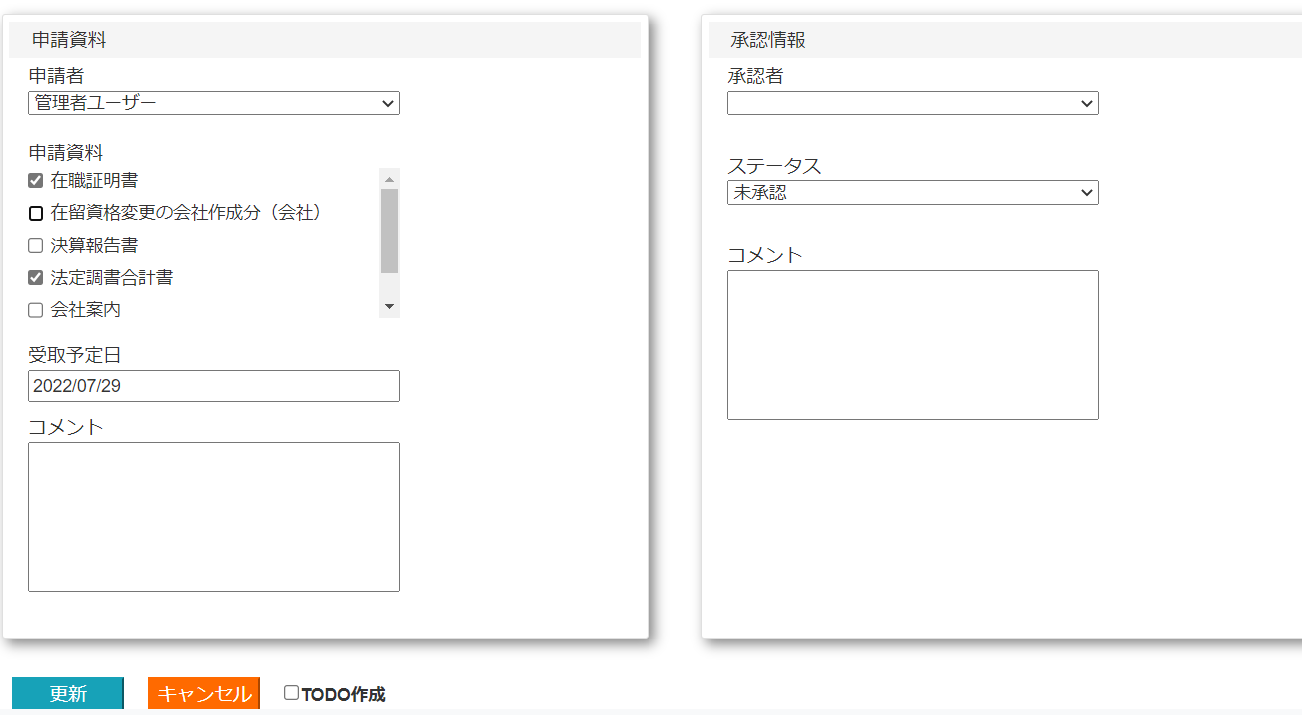 申請資料
申請者
管理者ユーザー
申請資料
在職証明書
在留資格変更の会社作成分（会社）
決算報告書
法定調書合計書
会社案内
受取予定日
2022/07/29
コメント
承認情報
承認者
ステータス
未承認
コメント
更新
キャンセル
TODO作成